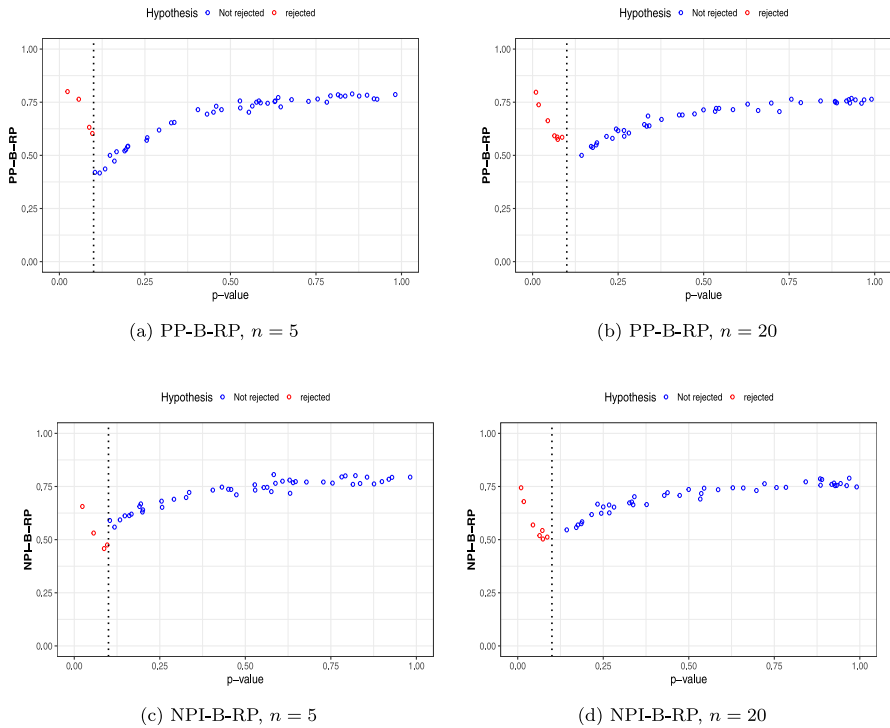 Hypothesis Not rejected rejected
1.00
0.75
0.50
0.25
0.00
PP-B-RP
0.00 0.25 0.50 0.75 1.00
p-value
(a) PP-B-RP, n = 5
Hypothesis Not rejected rejected
1.00
0.75
0.50
0.25
0.00
PP-B-RP
0.00 0.25 0.50 0.75 1.00
p-value
(b) PP-B-RP, n = 20
Hypothesis Not rejected rejected
1.00
0.75
0.50
0.25
0.00
NPI-B-RP
0.00 0.25 0.50 0.75 1.00
p-value
(c) NPI-B-RP, n = 5
Hypothesis Not rejected rejected
1.00
0.75
0.50
0.25
0.00
NPI-B-RP
0.00 0.25 0.50 0.75 1.00
p-value
(d) NPI-B-RP, n = 20